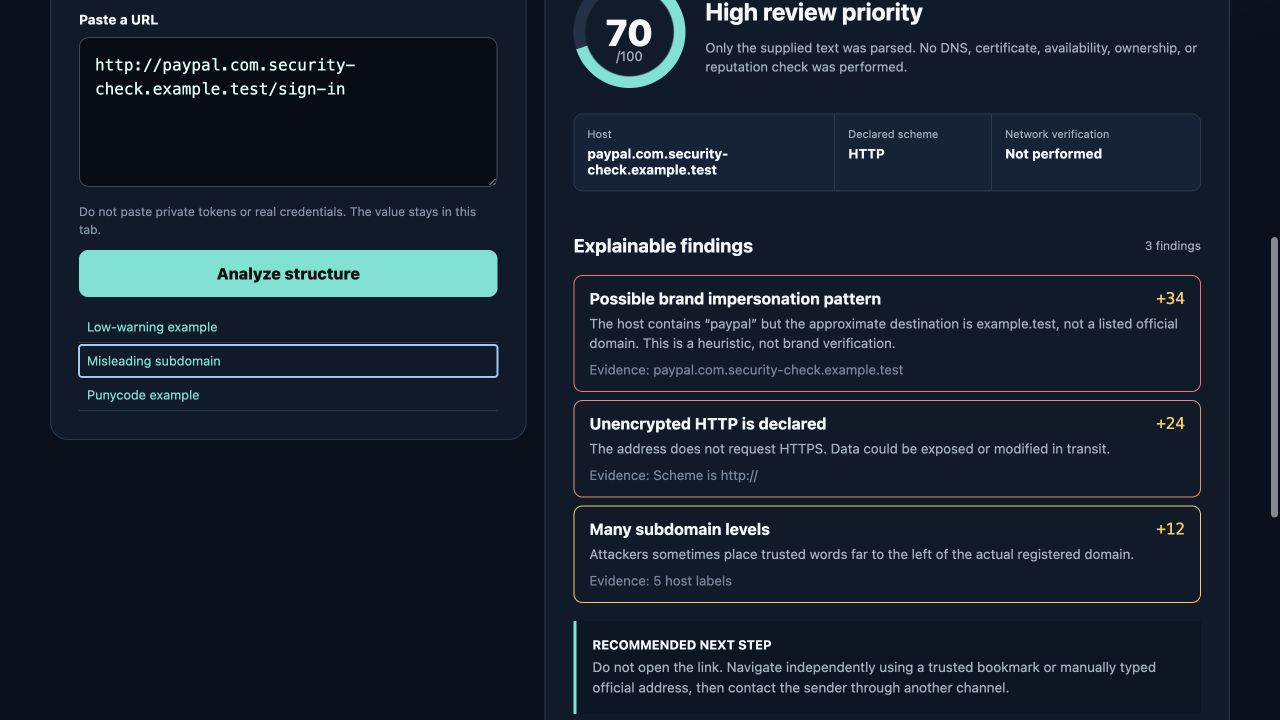 Paste a URL
http://paypal.com.security-
check.example.test/sign-in
Do not paste private tokens or real credentials. The value stays in this
tab.
Analyze structure
Low-warning example
Misleading subdomain
Punycode example
70
/100
High review priority
Only the supplied text was parsed. No DNS, certificate, availability, ownership, or
reputation check was performed.
Host
paypal.com.security-
check.example.test
Declared scheme
HTTP
Network verification
Not performed
Explainable findings
3 findings
Possible brand impersonation pattern
+34
The host contains “paypal” but the approximate destination is example.test, not a listed official
domain. This is a heuristic, not brand verification.
Evidence: paypal.com.security-check.example.test
Unencrypted HTTP is declared
+24
The address does not request HTTPS. Data could be exposed or modified in transit.
Evidence: Scheme is http://
Many subdomain levels
+12
Attackers sometimes place trusted words far to the left of the actual registered domain.
Evidence: 5 host labels
RECOMMENDED NEXT STEP
Do not open the link. Navigate independently using a trusted bookmark or manually typed
official address, then contact the sender through another channel.